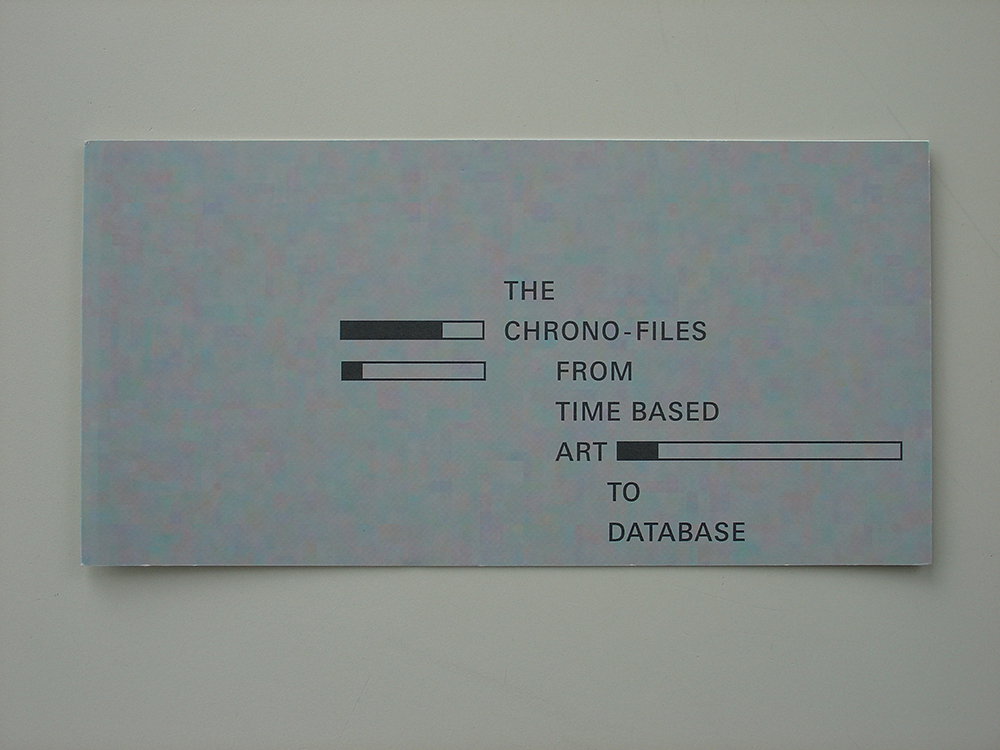 THE
CHRONO-FILES
FROM
TIME BASED
ART
TO
DATABASE